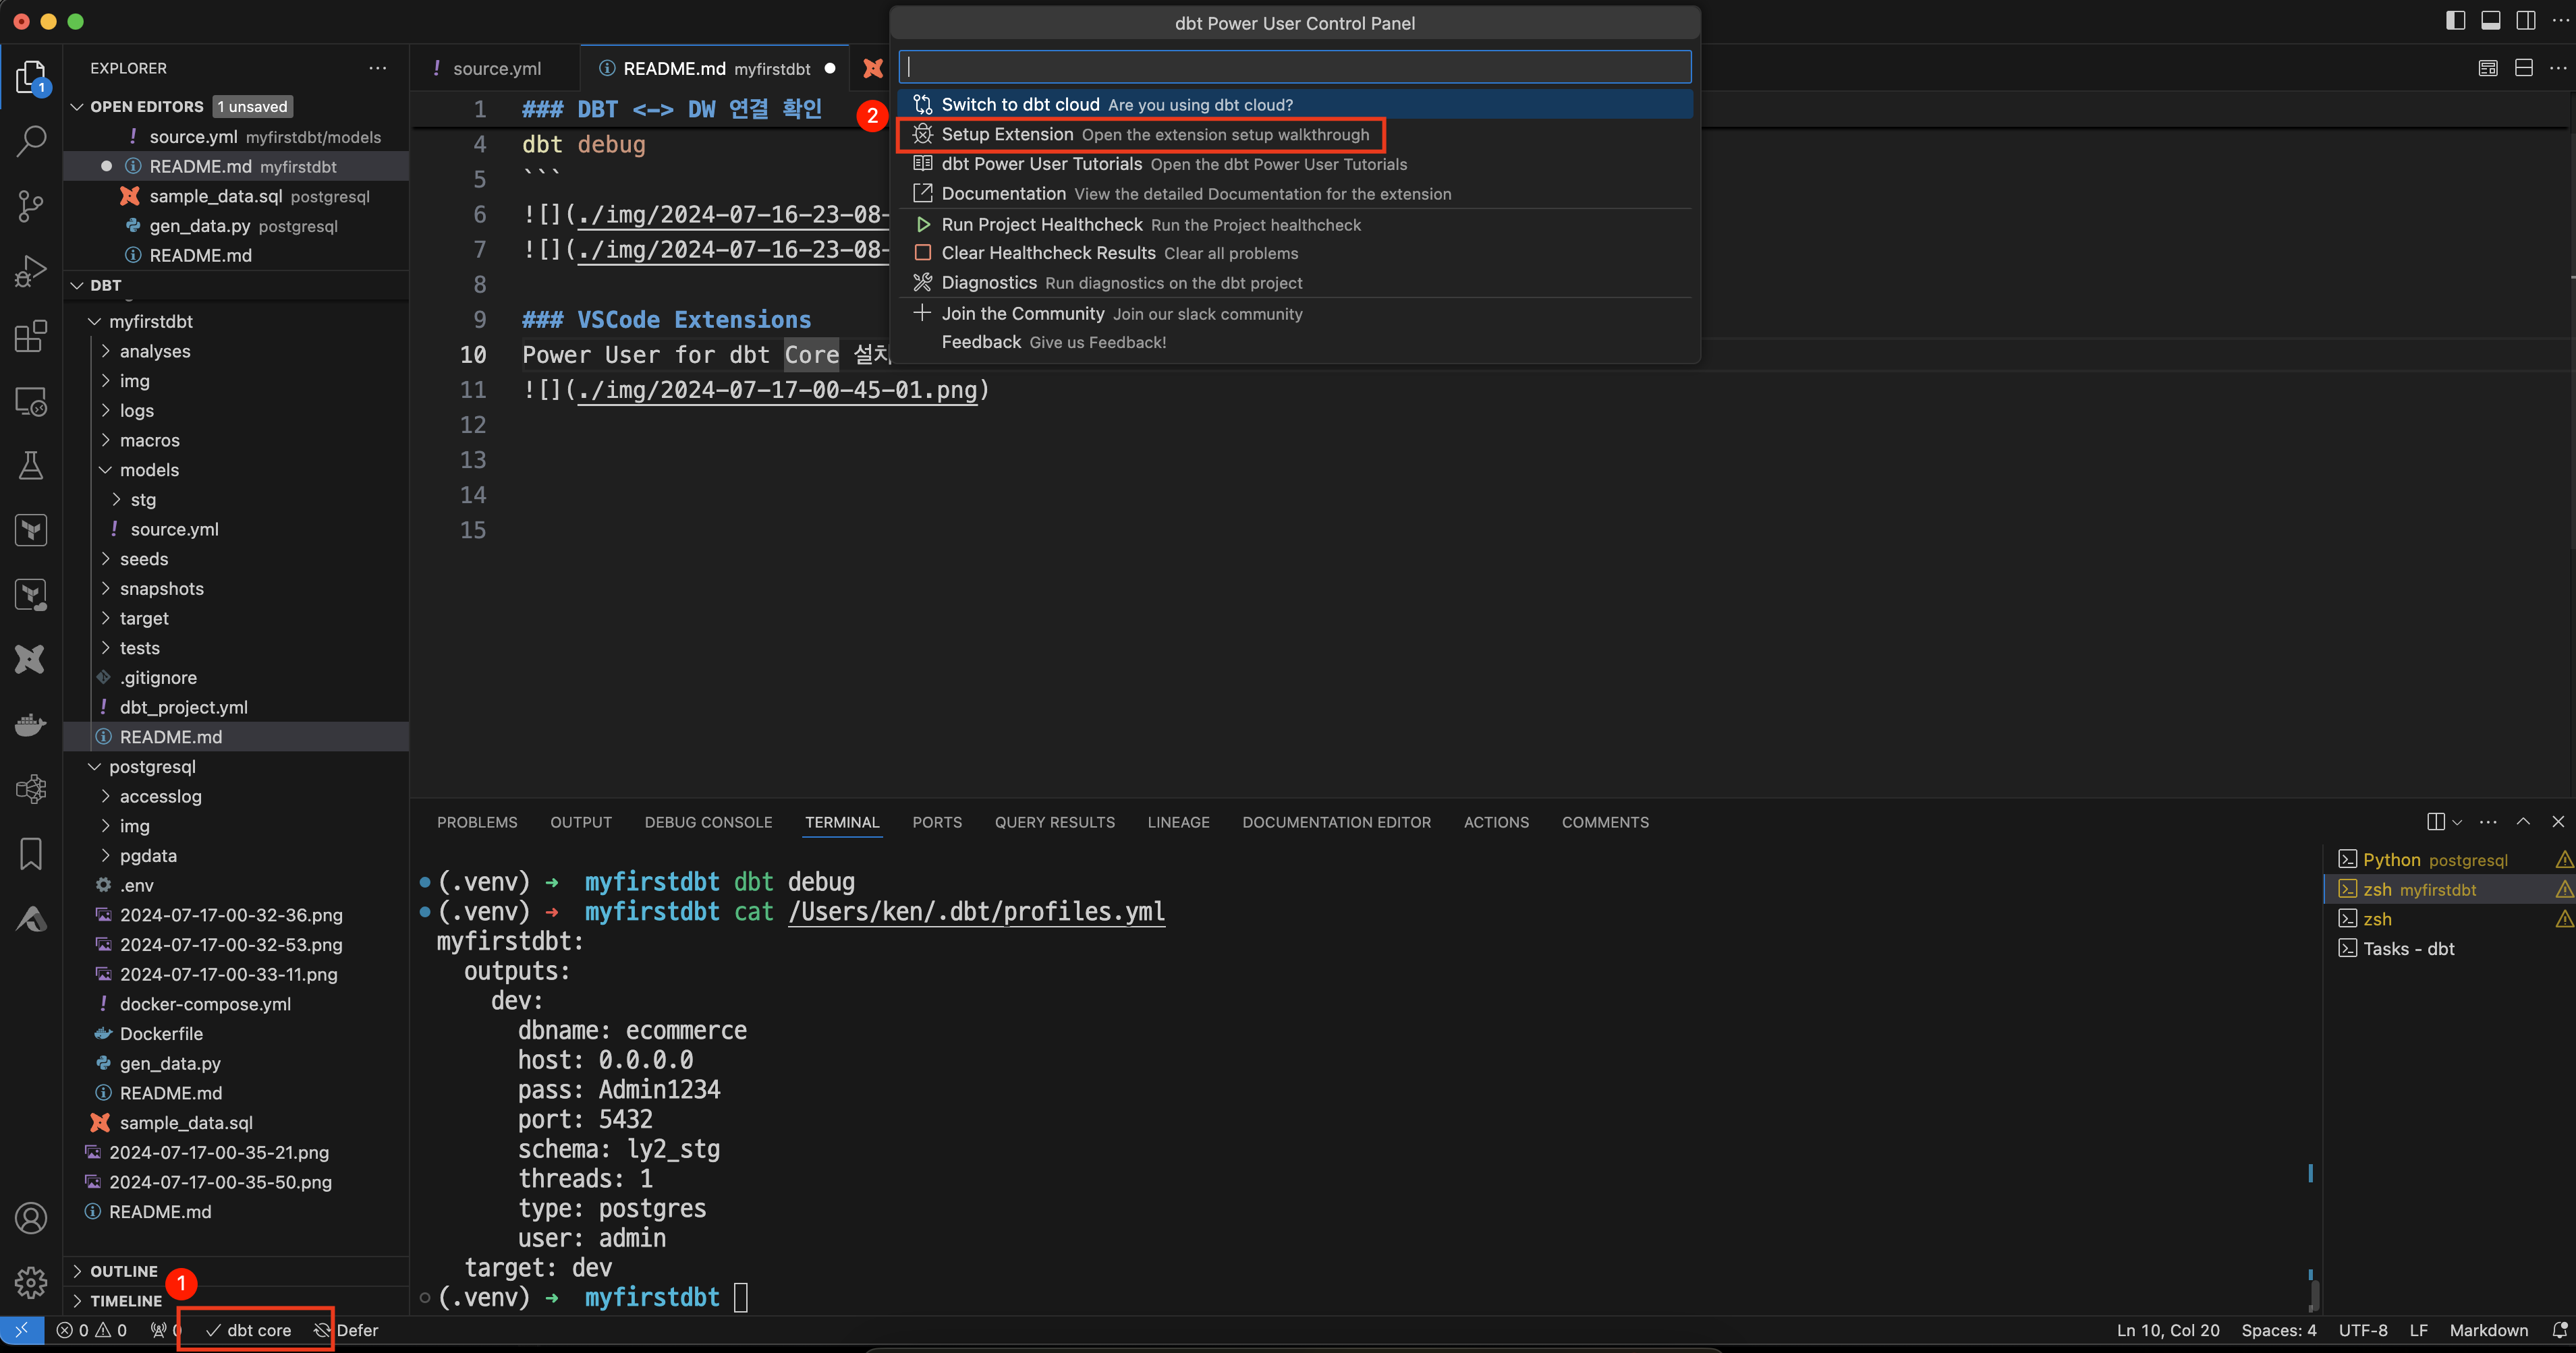 dbt Power User Control Panel
EXPLORER
OPEN EDITORS 1 unsaved
! source.yml myfirstdbt/models
README.md myfirstdbt
sample_data.sql postgresql
gen_data.py postgresql
README.md
DBT
myfirstdbt
analyses
img
logs
macros
models
stg
! source.yml
seeds
snapshots
target
tests
.gitignore
! dbt_project.yml
README.md
postgresql
accesslog
img
pgdata
.env
2024-07-17-00-32-36.png
2024-07-17-00-32-53.png
2024-07-17-00-33-11.png
! docker-compose.yml
Dockerfile
gen_data.py
README.md
sample_data.sql
2024-07-17-00-35-21.png
2024-07-17-00-35-50.png
README.md
OUTLINE
TIMELINE
1
1
! source.yml
README.md myfirstdbt
2
Switch to dbt cloud Are you using dbt cloud?
Setup Extension Open the extension setup walkthrough
dbt Power User Tutorials Open the dbt Power User Tutorials
Documentation View the detailed Documentation for the extension
Run Project Healthcheck Run the Project healthcheck
Clear Healthcheck Results Clear all problems
Diagnostics Run diagnostics on the dbt project
Join the Community Join our slack community
Feedback Give us Feedback!
1 ### DBT <-> DW 연결 확인
4 dbt debug
5 ```
6 ![](./img/2024-07-16-23-08-
7 ![](./img/2024-07-16-23-08-
8
9 ### VSCode Extensions
10 Power User for dbt Core
11 ![](./img/2024-07-17-00-45-01.png)
12
13
14
15
PROBLEMS OUTPUT DEBUG CONSOLE TERMINAL PORTS QUERY RESULTS LINEAGE DOCUMENTATION EDITOR ACTIONS COMMENTS
(.venv) → myfirstdbt dbt debug
(.venv) → myfirstdbt cat /Users/ken/.dbt/profiles.yml
myfirstdbt:
outputs:
dev:
dbname: ecommerce
host: 0.0.0.0
pass: Admin1234
port: 5432
schema: ly2_stg
threads: 1
type: postgres
user: admin
target: dev
(.venv) → myfirstdbt
Python postgresql
zsh myfirstdbt
zsh
Tasks - dbt
0 0 dbt core Defer
Ln 10, Col 20 Spaces: 4 UTF-8 LF Markdown